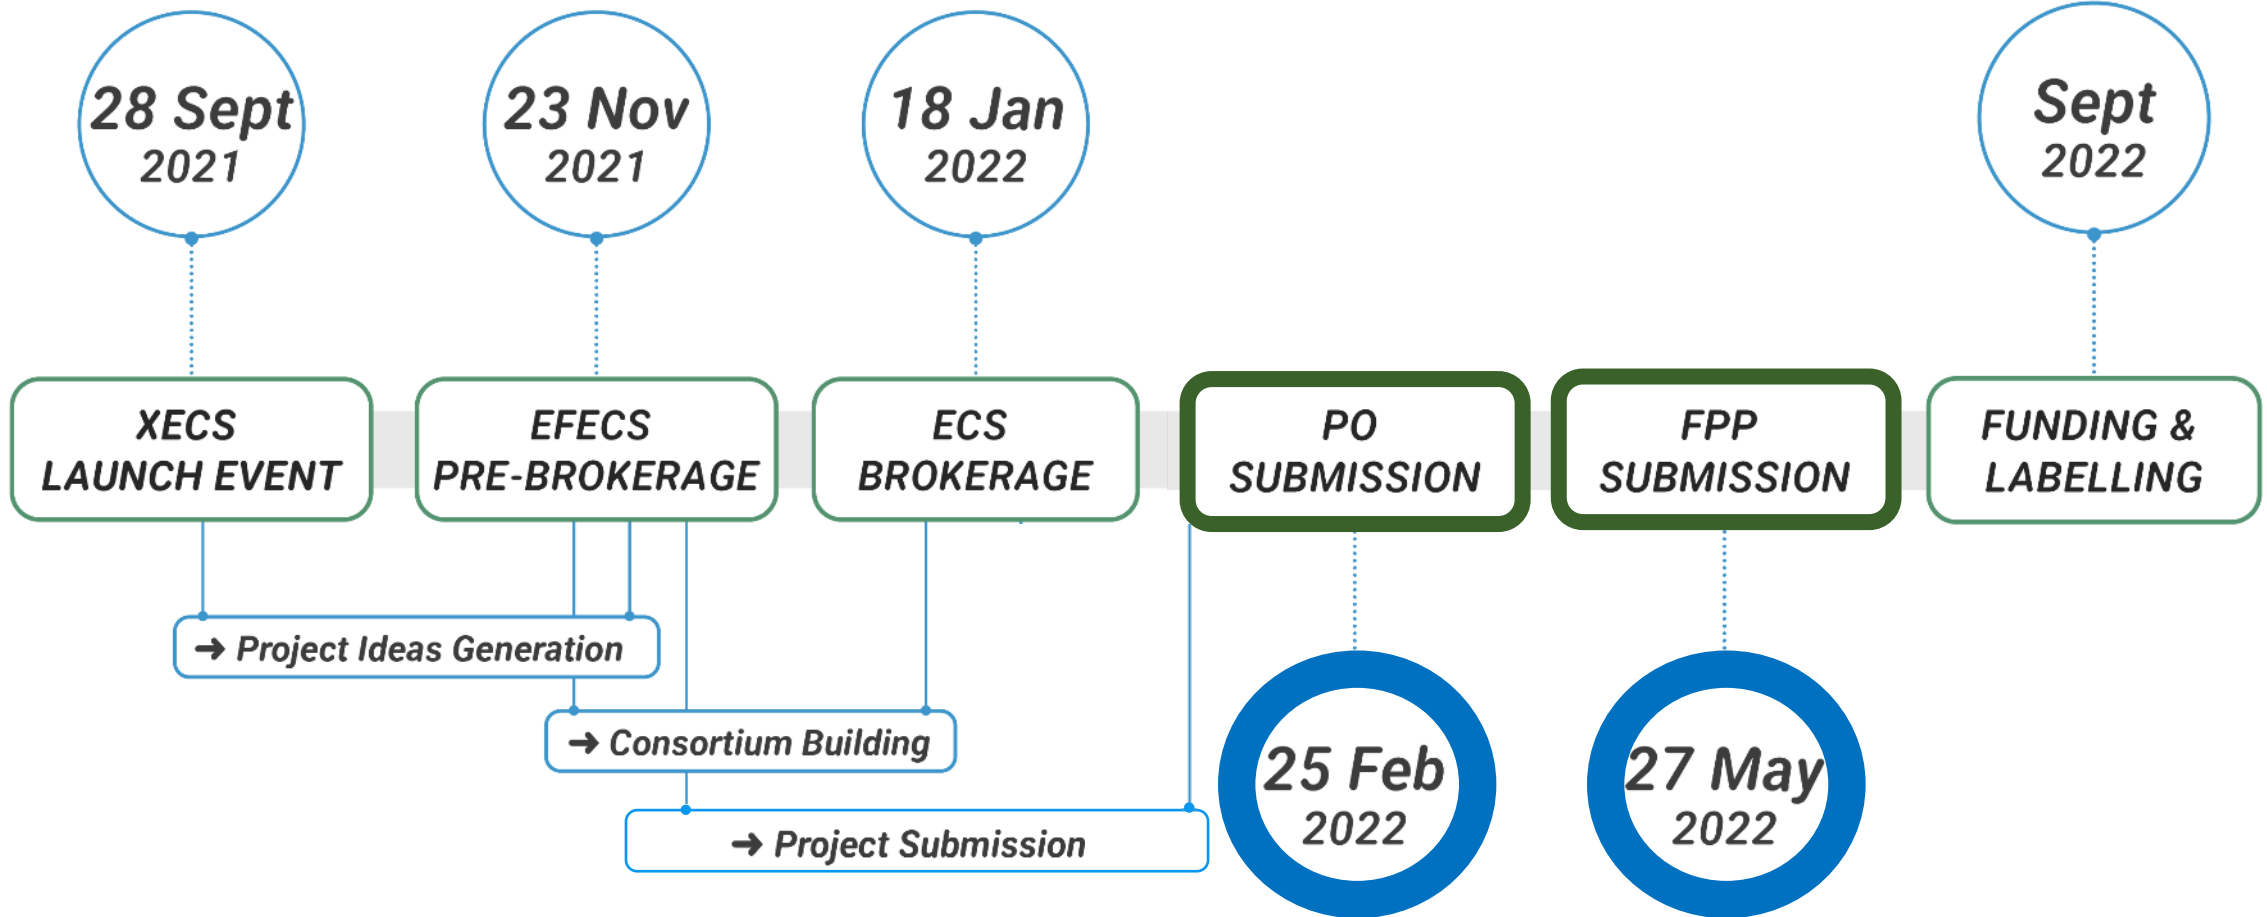 28 Sept
2021
23 Nov
2021
18 Jan
2022
Sept
2022
XECS
LAUNCH EVENT
EFECS
PRE-BROKERAGE
ECS
BROKERAGE
PO
SUBMISSION
FPP
SUBMISSION
FUNDING &
LABELLING
➔ Project Ideas Generation
➔ Consortium Building
➔ Project Submission
25 Feb
2022
27 May
2022